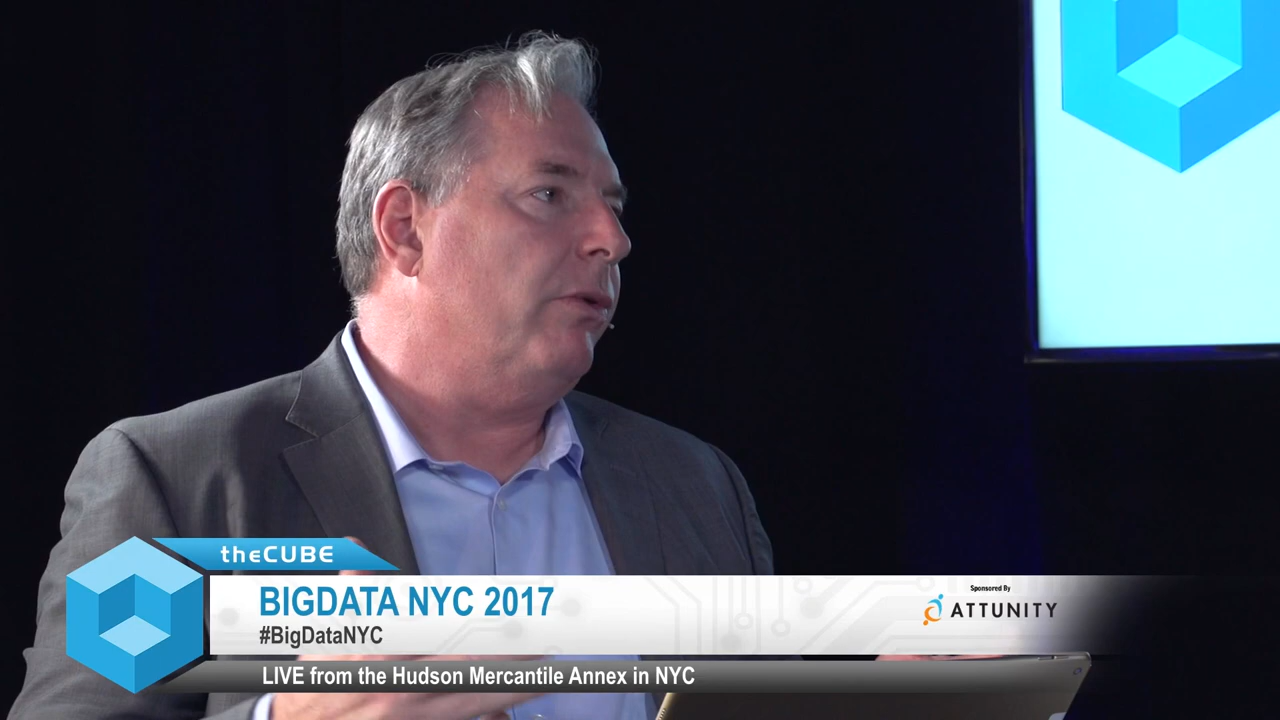 theCUBE
BIGDATA NYC 2017
#BigDataNYC
Sponsored By
ATTUNITY
LIVE from the Hudson Mercantile Annex in NYC